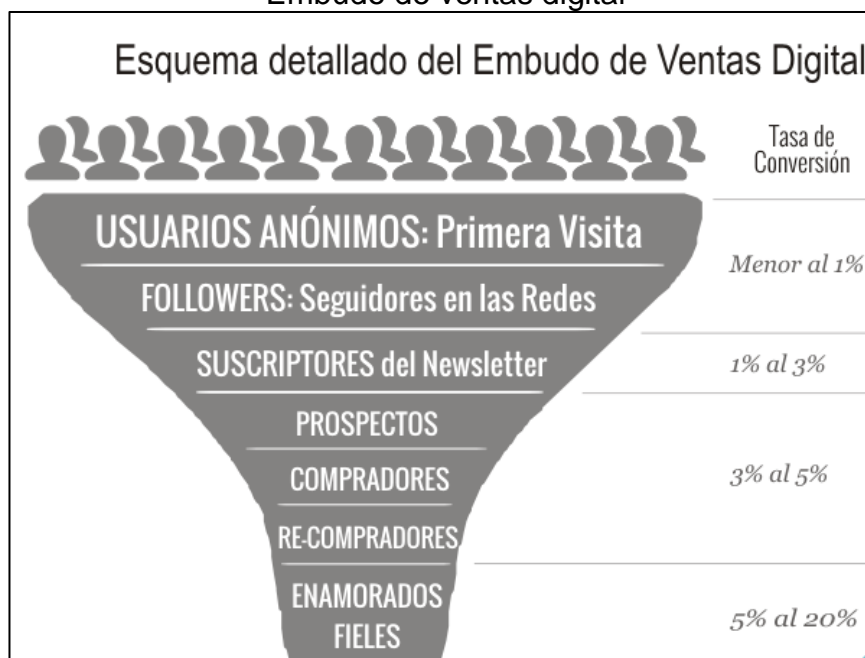 Embudo de ventas digital
Esquema detallado del Embudo de Ventas Digital
Tasa de
Conversión
USUARIOS ANÓNIMOS: Primera Visita
Menor al 1%
FOLLOWERS: Seguidores en las Redes
SUSCRIPTORES del Newsletter
1% al 3%
PROSPECTOS
COMPRADORES
3% al 5%
RE-COMPRADORES
ENAMORADOS
FIELES
5% al 20%